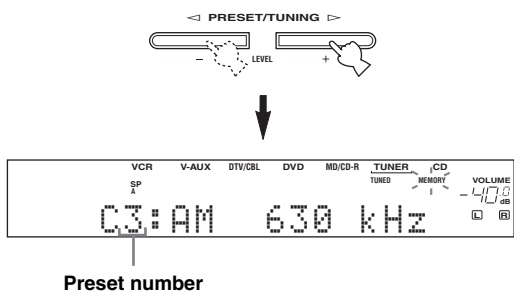 ◁ PRESET/TUNING ▷
– LEVEL +
VCR V-AUX DTV/CBL DVD MD/CD-R TUNER CD
SP TUNED MEMORY VOLUME
A
-40.0 dB
C3:AM 630 kHz L R
Preset number